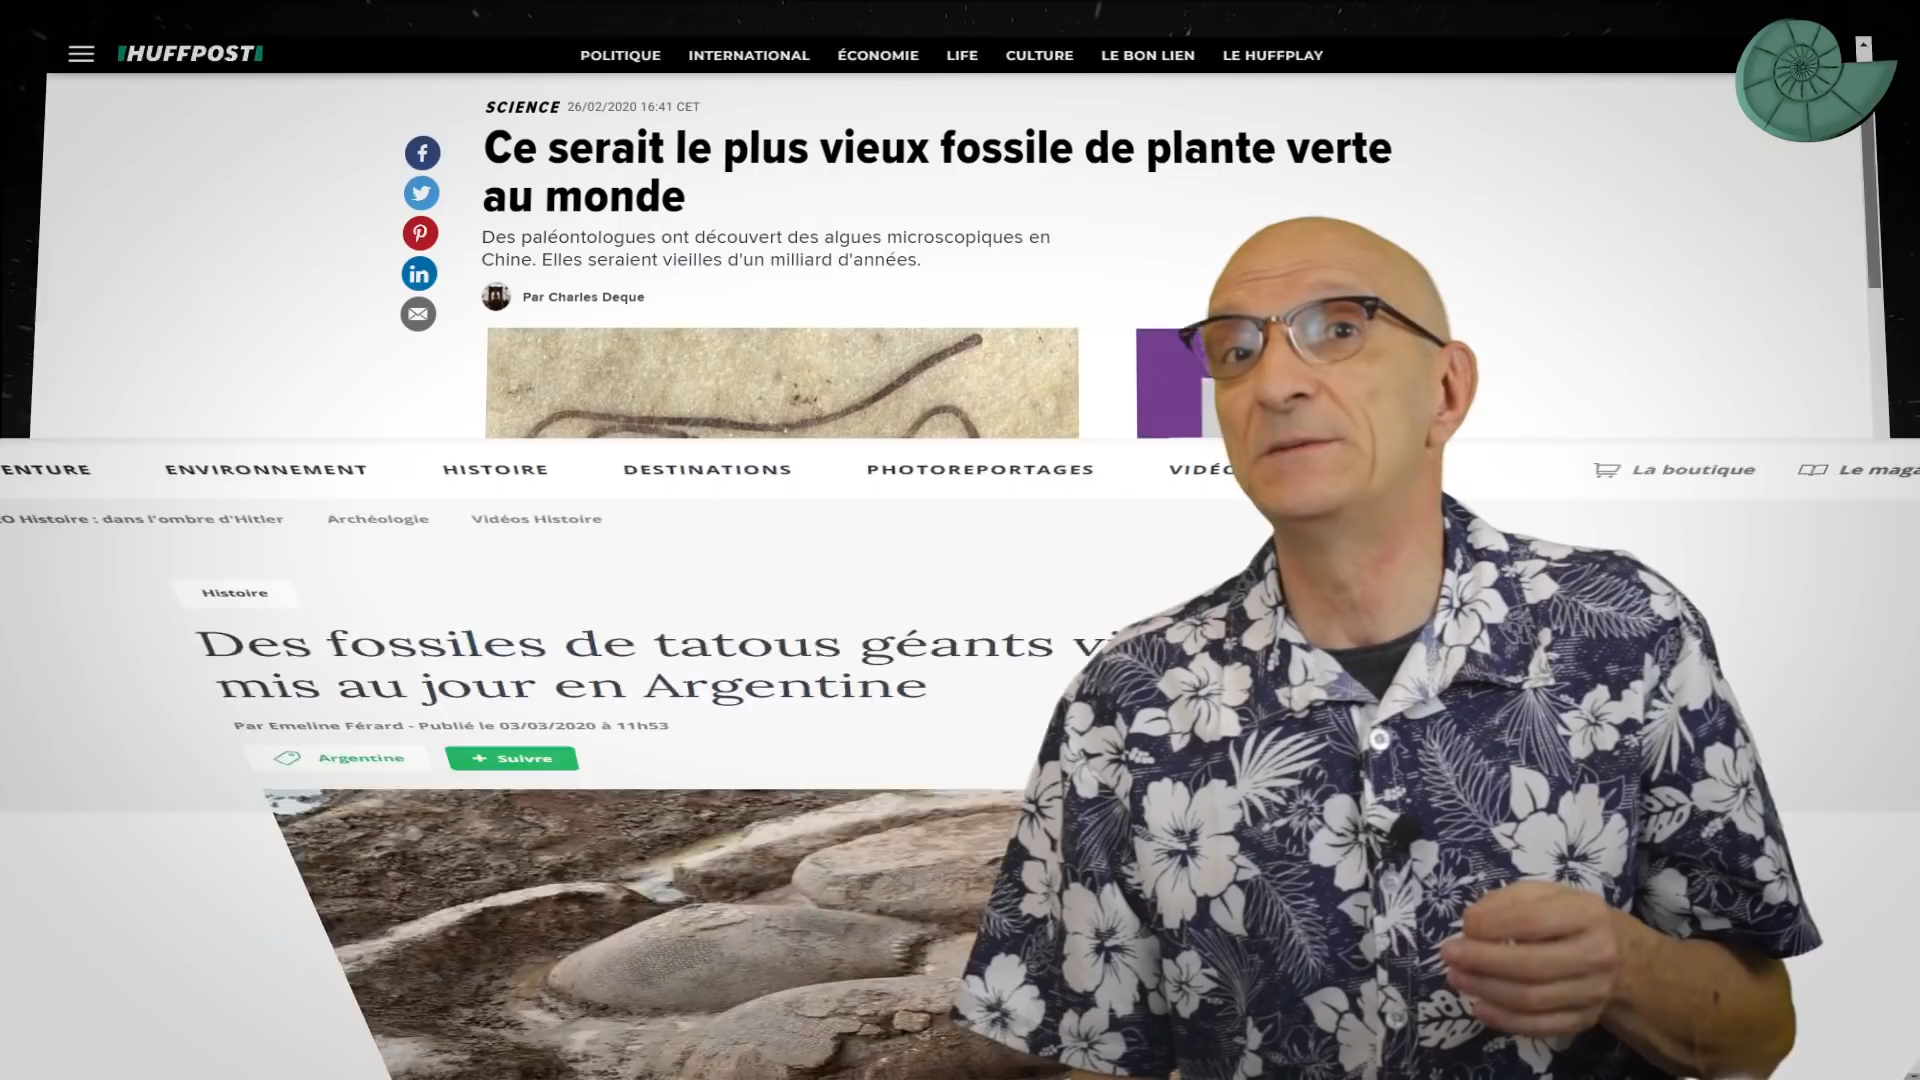 HUFFPOST
POLITIQUE INTERNATIONAL ÉCONOMIE LIFE CULTURE LE BON LIEN LE HUFFPLAY
SCIENCE 26/02/2020 16:41 CET
Ce serait le plus vieux fossile de plante verte
au monde
Des paléontologues ont découvert des algues microscopiques en
Chine. Elles seraient vieilles d'un milliard d'années.
Par Charles Deque
ENTURE ENVIRONNEMENT HISTOIRE DESTINATIONS PHOTOREPORTAGES VIDÉO La boutique Le maga
O Histoire : dans l'ombre d'Hitler Archéologie Vidéos Histoire
Histoire
Des fossiles de tatous géants vi
mis au jour en Argentine
Par Emeline Férard - Publié le 03/03/2020 à 11h53
Argentine + Suivre